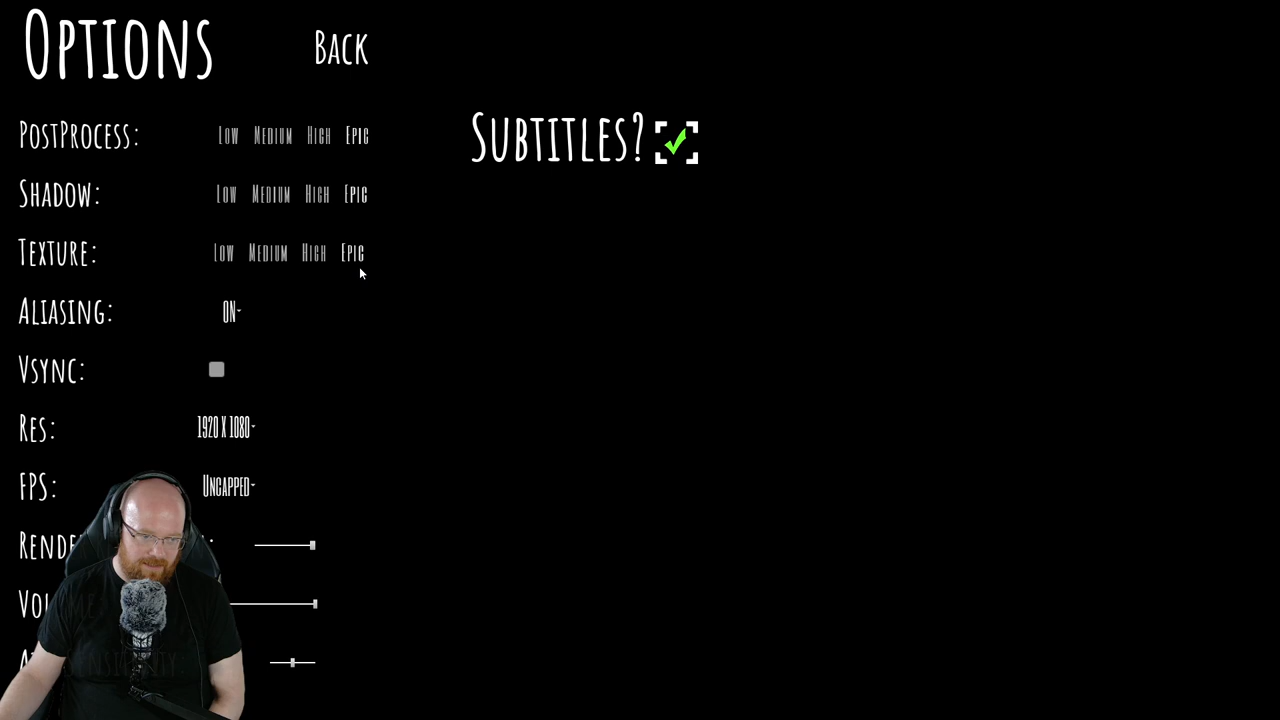 Options
Back
PostProcess: Low Medium High Epic
Shadow: Low Medium High Epic
Texture: Low Medium High Epic
Aliasing: On
Vsync:
Res: 1920 x 1080
FPS: Uncapped
Subtitles?